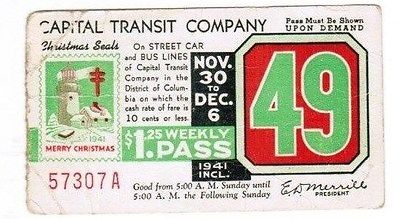 CAPITAL TRANSIT COMPANY
Pass Must Be Shown
UPON DEMAND
Christmas Seals
ON STREET CAR
and BUS LINES
of Capital Transit
Company in the
District of Colum-
bia on which the
cash rate of fare is
10 cents or less.
NOV.
30
TO
DEC.
6
49
1941
MERRY CHRISTMAS
$1.25 WEEKLY
PASS
1941
INCL.
57307A
Good from 5:00 A. M. Sunday until
5:00 A. M. the Following Sunday
E. D. Merrill
PRESIDENT